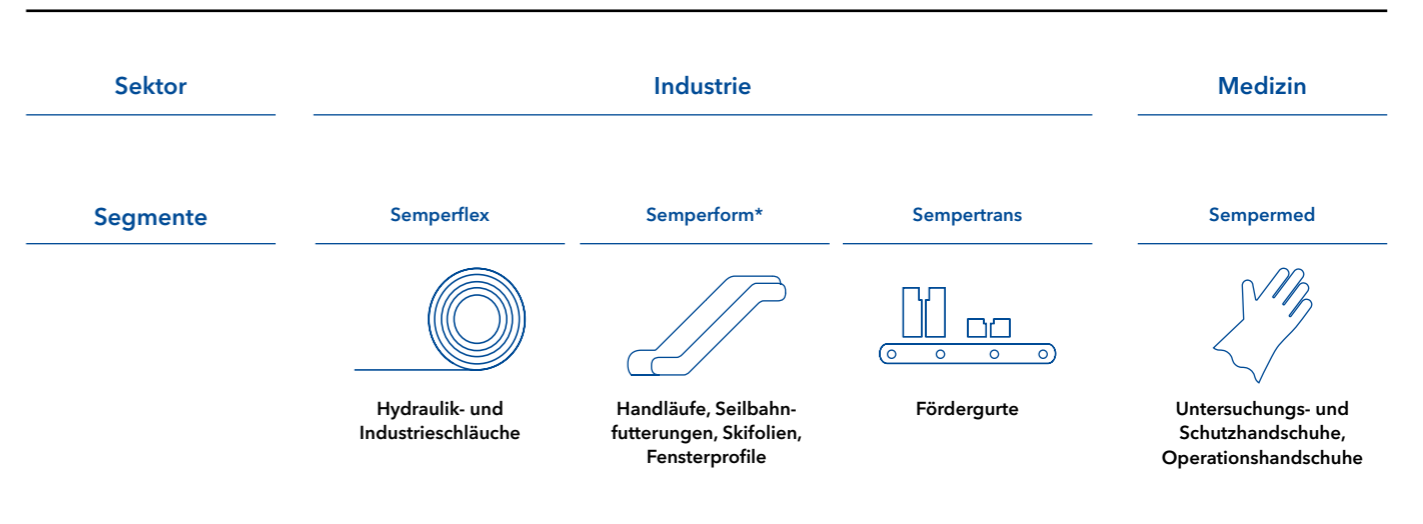 Sektor Industrie Medizin
Segmente Semperflex Semperform* Sempertrans Sempermed
Hydraulik- und
Industrieschläuche
Handläufe, Seilbahn-
futterungen, Skifolien,
Fensterprofile
Fördergurte
Untersuchungs- und
Schutzhandschuhe,
Operationshandschuhe